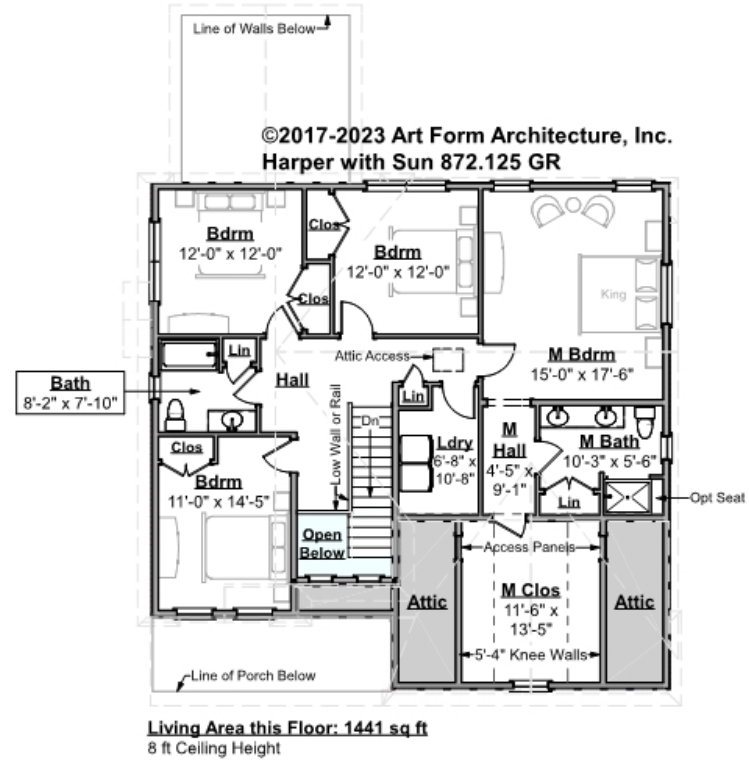 Line of Walls Below
©2017-2023 Art Form Architecture, Inc.
Harper with Sun 872.125 GR
Clos
Bdrm
12'-0" x 12'-0"
Bdrm
12'-0" x 12'-0"
Clos
King
Lin
Attic Access
M Bdrm
15'-0" x 17'-6"
Bath
8'-2" x 7'-10"
Hall
Lin
Low Wall or Rail
Dn
Clos
Bdrm
11'-0" x 14'-5"
Ldry
6'-8" x
10'-8"
M
Hall
4'-5" x
9'-1"
M Bath
10'-3" x 5'-6"
Lin
Opt Seat
Open
Below
Access Panels
Attic
M Clos
11'-6" x
13'-5"
Attic
5'-4" Knee Walls
Line of Porch Below
Living Area this Floor: 1441 sq ft
8 ft Ceiling Height